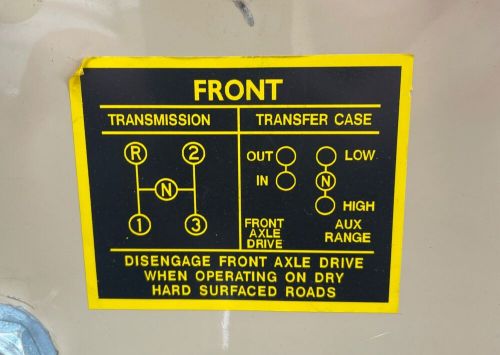 FRONT
TRANSMISSION
R 2
N
1 3
TRANSFER CASE
OUT LOW
IN N
HIGH
FRONT
AXLE
DRIVE
AUX
RANGE
DISENGAGE FRONT AXLE DRIVE
WHEN OPERATING ON DRY
HARD SURFACED ROADS